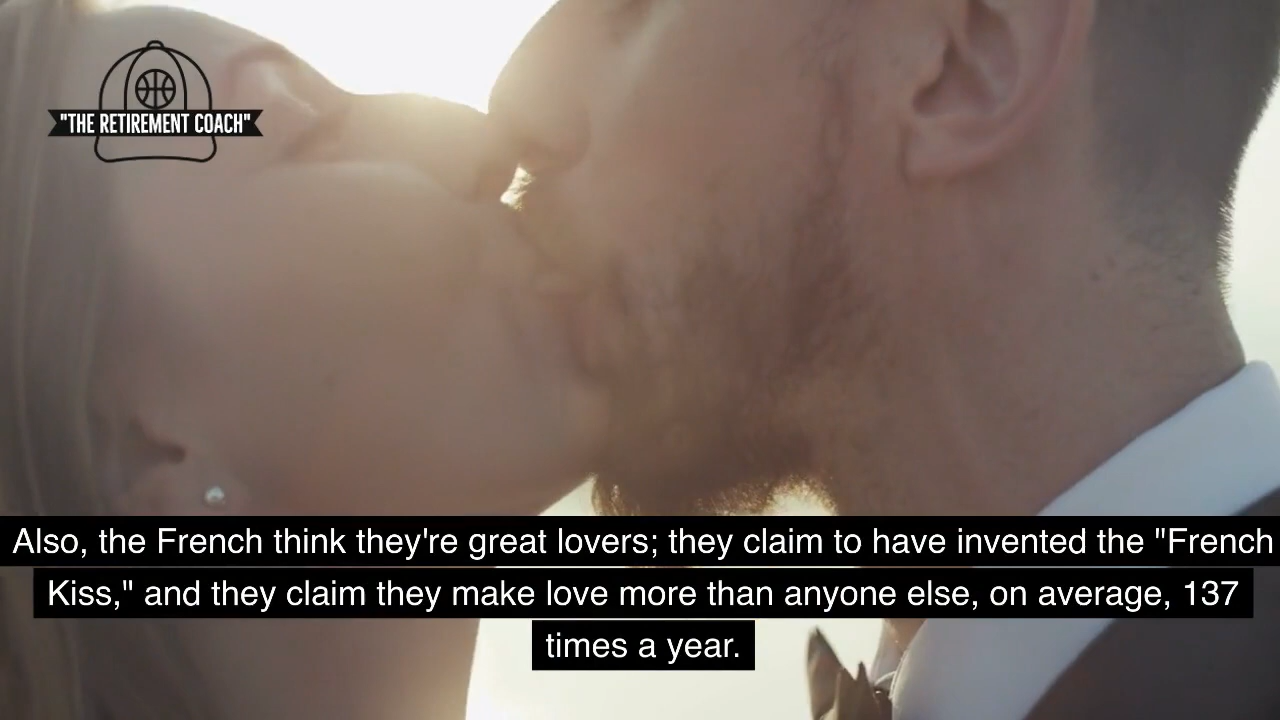 "THE RETIREMENT COACH"
Also, the French think they're great lovers; they claim to have invented the "French
Kiss," and they claim they make love more than anyone else, on average, 137
times a year.